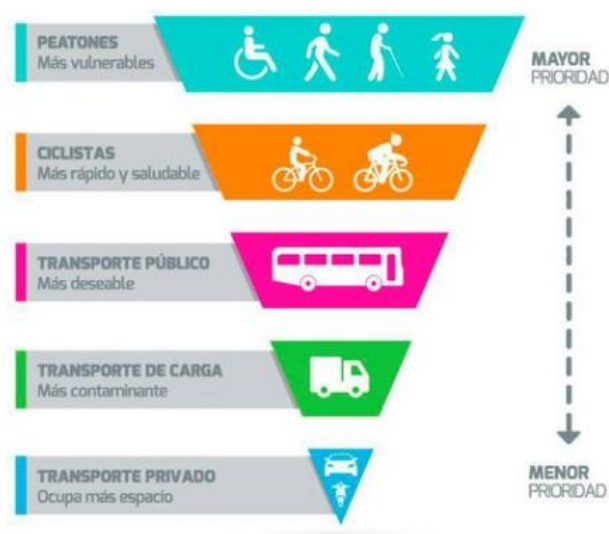 PEATONES
Más vulnerables
MAYOR
PRIORIDAD
CICLISTAS
Más rápido y saludable
TRANSPORTE PÚBLICO
Más deseable
TRANSPORTE DE CARGA
Más contaminante
TRANSPORTE PRIVADO
Ocupa más espacio
MENOR
PRIORIDAD